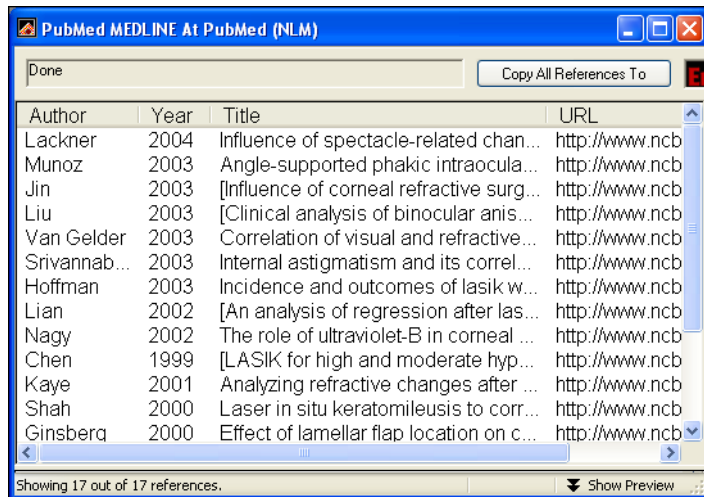 PubMed MEDLINE At PubMed (NLM)
Done Copy All References To
Author Year Title URL
Lackner 2004 Influence of spectacle-related chan... http://www.ncb
Munoz 2003 Angle-supported phakic intraocula... http://www.ncb
Jin 2003 [Influence of corneal refractive surg... http://www.ncb
Liu 2003 [Clinical analysis of binocular anis... http://www.ncb
Van Gelder 2003 Correlation of visual and refractive... http://www.ncb
Srivannab... 2003 Internal astigmatism and its correl... http://www.ncb
Hoffman 2003 Incidence and outcomes of lasik w... http://www.ncb
Lian 2002 [An analysis of regression after las... http://www.ncb
Nagy 2002 The role of ultraviolet-B in corneal ... http://www.ncb
Chen 1999 [LASIK for high and moderate hyp... http://www.ncb
Kaye 2001 Analyzing refractive changes after ... http://www.ncb
Shah 2000 Laser in situ keratomileusis to corr... http://www.ncb
Ginsberg 2000 Effect of lamellar flap location on c... http://www.ncb
Showing 17 out of 17 references. Show Preview